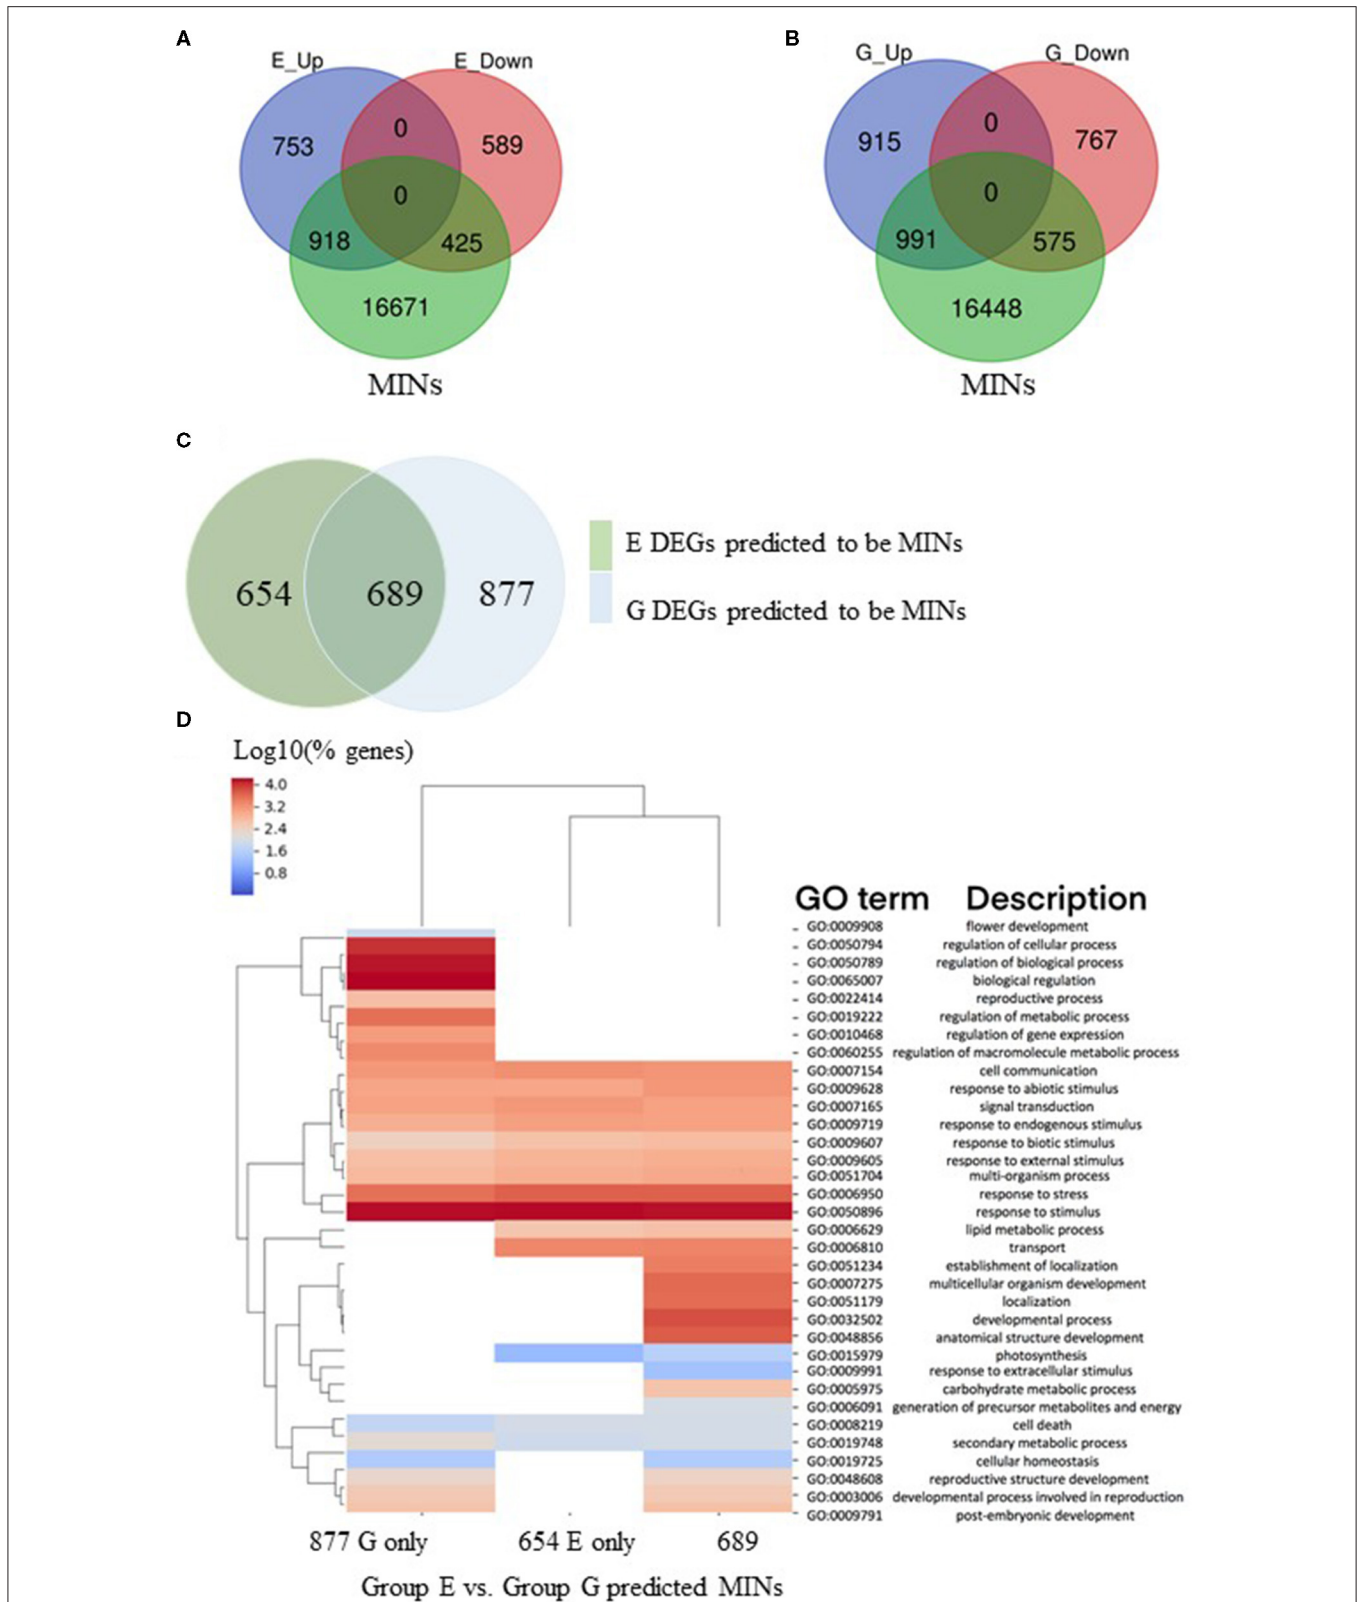 A
B
E_Up
E_Down
753
0
589
0
918
425
16671
MINs
G_Up
G_Down
915
0
767
0
991
575
16448
MINs
C
654
689
877
E DEGs predicted to be MINs
G DEGs predicted to be MINs
D
Log10(% genes)
4.0
3.2
2.4
1.6
0.8
GO term Description
GO:0009908 flower development
GO:0050794 regulation of cellular process
GO:0050789 regulation of biological process
GO:0065007 biological regulation
GO:0022414 reproductive process
GO:0019222 regulation of metabolic process
GO:0010468 regulation of gene expression
GO:0060255 regulation of macromolecule metabolic process
GO:0007154 cell communication
GO:0009628 response to abiotic stimulus
GO:0007165 signal transduction
GO:0009719 response to endogenous stimulus
GO:0009607 response to biotic stimulus
GO:0009605 response to external stimulus
GO:0051704 multi-organism process
GO:0006950 response to stress
GO:0050896 response to stimulus
GO:0006629 lipid metabolic process
GO:0006810 transport
GO:0051234 establishment of localization
GO:0007275 multicellular organism development
GO:0051179 localization
GO:0032502 developmental process
GO:0048856 anatomical structure development
GO:0015979 photosynthesis
GO:0009991 response to extracellular stimulus
GO:0005975 carbohydrate metabolic process
GO:0006091 generation of precursor metabolites and energy
GO:0008219 cell death
GO:0019748 secondary metabolic process
GO:0019725 cellular homeostasis
GO:0048608 reproductive structure development
GO:0003006 developmental process involved in reproduction
GO:0009791 post-embryonic development
877 G only 654 E only 689
Group E vs. Group G predicted MINs